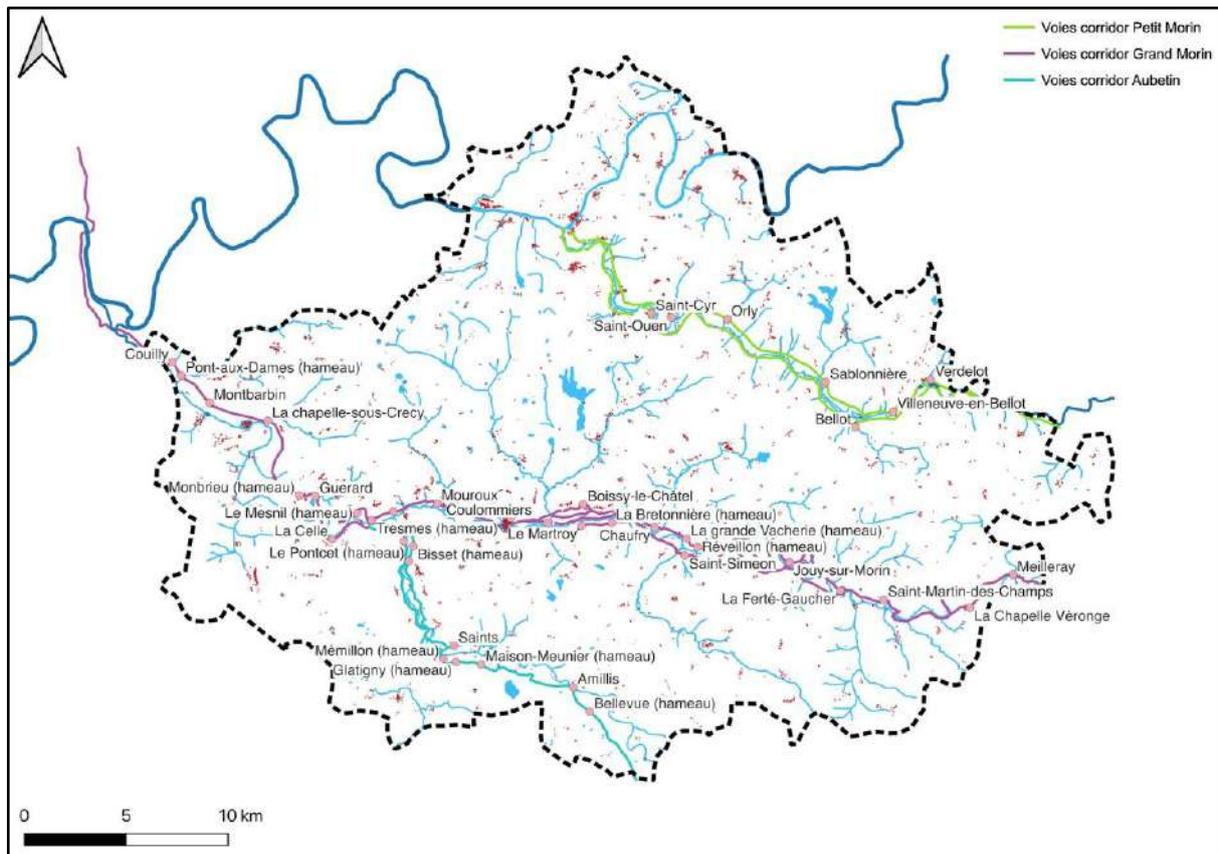 Voies corridor Petit Morin
Voies corridor Grand Morin
Voies corridor Aubetin
Saint-Cyr
Orly
Saint-Ouen
Couilly
Pont-aux-Dames (hameau)
Verdelot
Sablonnière
Montbarbin
Villeneuve-en-Bellot
La chapelle-sous-Crecy
Bellot
Monbrieu (hameau)
Guerard
Mouroux
Boissy-le-Châtel
Coulommiers
Le Mesnil (hameau)
La Bretonnière (hameau)
La Celle
Tresmes (hameau)
Le Martroy
Chaufry
La grande Vacherie (hameau)
Le Pontcet (hameau)
Bisset (hameau)
Réveillon (hameau)
Saint-Simeon
Jouy-sur-Morin
Meilleray
La Ferté-Gaucher
Saint-Martin-des-Champs
La Chapelle Véronge
Saints
Mémillon (hameau)
Maison-Meunier (hameau)
Glatigny (hameau)
Amillis
Bellevue (hameau)
0 5 10 km